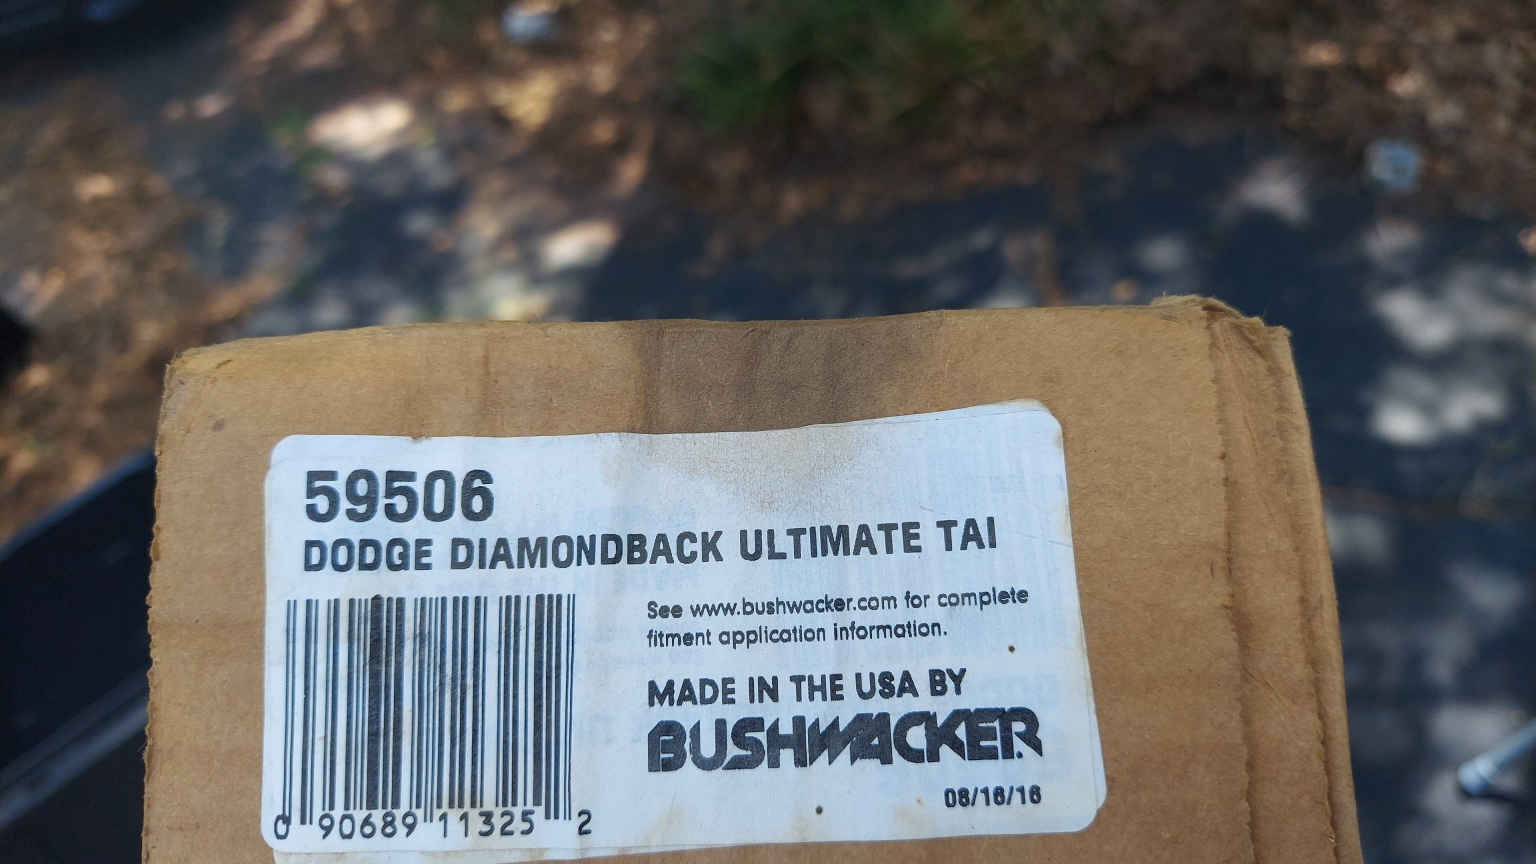 59506
DODGE DIAMONDBACK ULTIMATE TAI
See www.bushwacker.com for complete
fitment application information.
MADE IN THE USA BY
BUSHWACKER
08/16/16
0 90689 11325 2